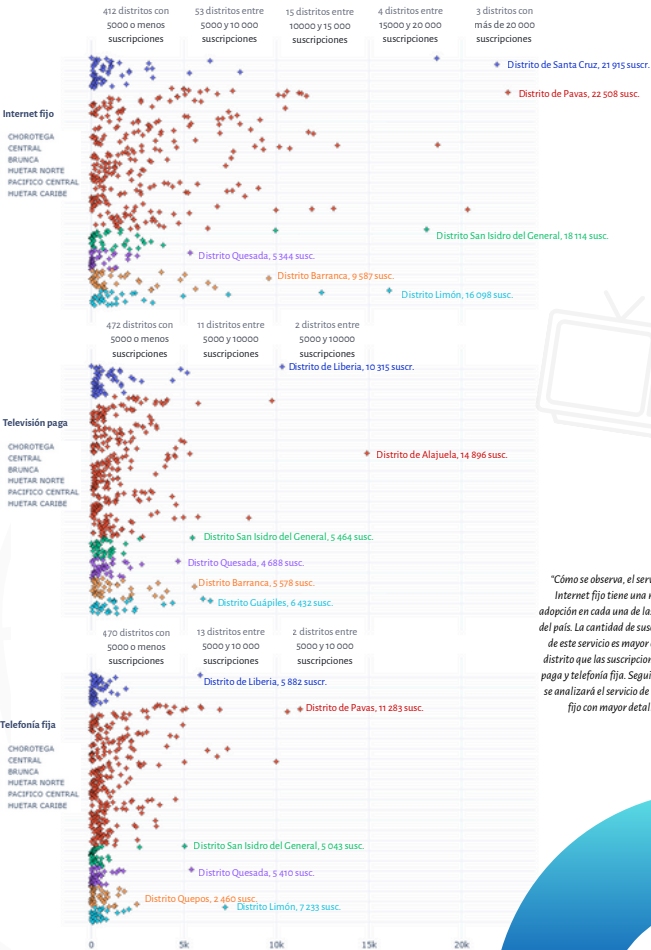 412 distritos con
5000 o menos
suscripciones
53 distritos entre
5000 y 10 000
suscripciones
15 distritos entre
10000 y 15 000
suscripciones
4 distritos entre
15000 y 20 000
suscripciones
3 distritos con
más de 20 000
suscripciones
Distrito de Santa Cruz, 21 915 suscr.
Distrito de Pavas, 22 508 susc.
Internet fijo
CHOROTEGA
CENTRAL
BRUNCA
HUETAR NORTE
PACIFICO CENTRAL
HUETAR CARIBE
Distrito San Isidro del General, 18 114 susc.
Distrito Quesada, 5 344 susc.
Distrito Barranca, 9 587 susc.
Distrito Limón, 16 098 susc.
472 distritos con
5000 o menos
suscripciones
11 distritos entre
5000 y 10000
suscripciones
2 distritos entre
5000 y 10000
suscripciones
Distrito de Liberia, 10 315 suscr.
Televisión paga
CHOROTEGA
CENTRAL
BRUNCA
HUETAR NORTE
PACIFICO CENTRAL
HUETAR CARIBE
Distrito de Alajuela, 14 896 susc.
Distrito San Isidro del General, 5 464 susc.
Distrito Quesada, 4 688 susc.
Distrito Barranca, 5 578 susc.
Distrito Guápiles, 6 432 susc.
470 distritos con
5000 o menos
suscripciones
13 distritos entre
5000 y 10 000
suscripciones
2 distritos entre
5000 y 10 000
suscripciones
Distrito de Liberia, 5 882 suscr.
Distrito de Pavas, 11 283 susc.
Telefonía fija
CHOROTEGA
CENTRAL
BRUNCA
HUETAR NORTE
PACIFICO CENTRAL
HUETAR CARIBE
Distrito San Isidro del General, 5 043 susc.
Distrito Quesada, 5 410 susc.
Distrito Quepos, 2 460 susc.
Distrito Limón, 7 233 susc.
0 5k 10k 15k 20k
"Cómo se observa, el
Internet fijo tiene una
adopción en cada una de
del país. La cantidad de
de este servicio es mayor
distrito que las
paga y telefonía fija.
se analizará el servicio de
fijo con mayor